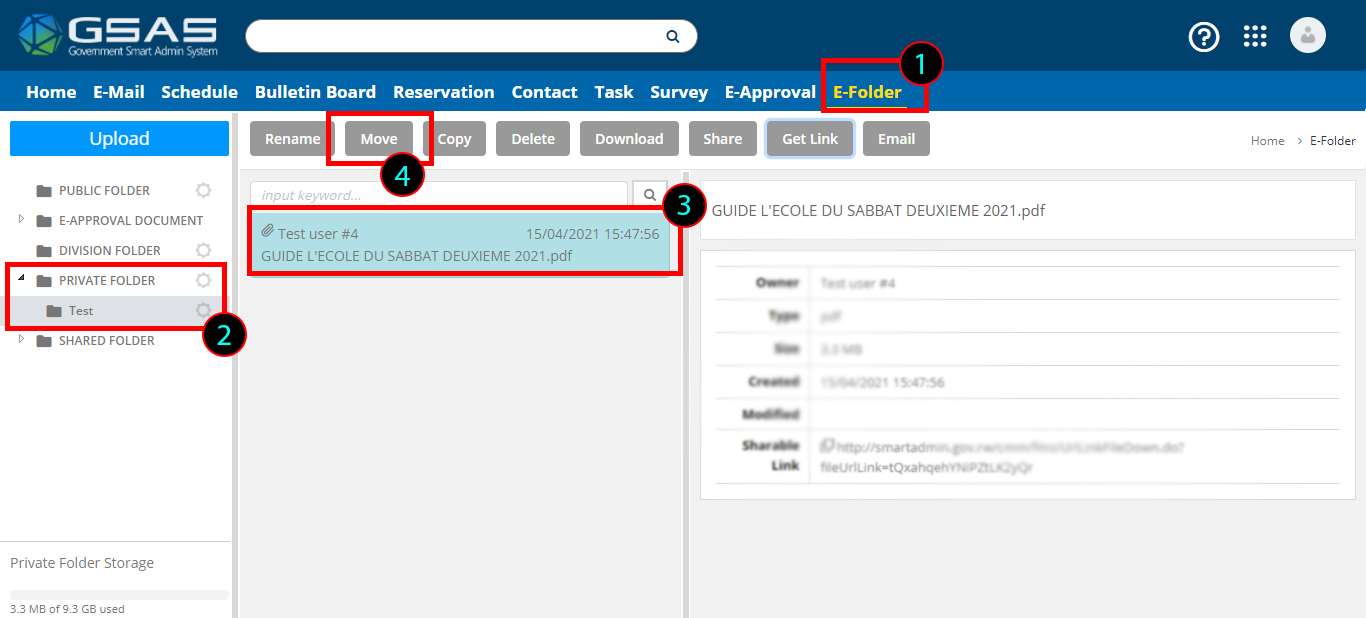 GSAS
Government Smart Admin System
1
Home E-Mail Schedule Bulletin Board Reservation Contact Task Survey E-Approval E-Folder
Upload
Rename Move Copy Delete Download Share Get Link Email
Home > E-Folder
4
PUBLIC FOLDER
E-APPROVAL DOCUMENT
DIVISION FOLDER
PRIVATE FOLDER
Test
2
SHARED FOLDER
Private Folder Storage
3.3 MB of 9.3 GB used
input keyword...
3
Test user #4 15/04/2021 15:47:56
GUIDE L'ECOLE DU SABBAT DEUXIEME 2021.pdf
GUIDE L'ECOLE DU SABBAT DEUXIEME 2021.pdf
Owner Test user #4
Type pdf
Size 3.3 MB
Created 15/04/2021 15:47:56
Modified
Sharable Link
http://smartadmin.gov.rw/